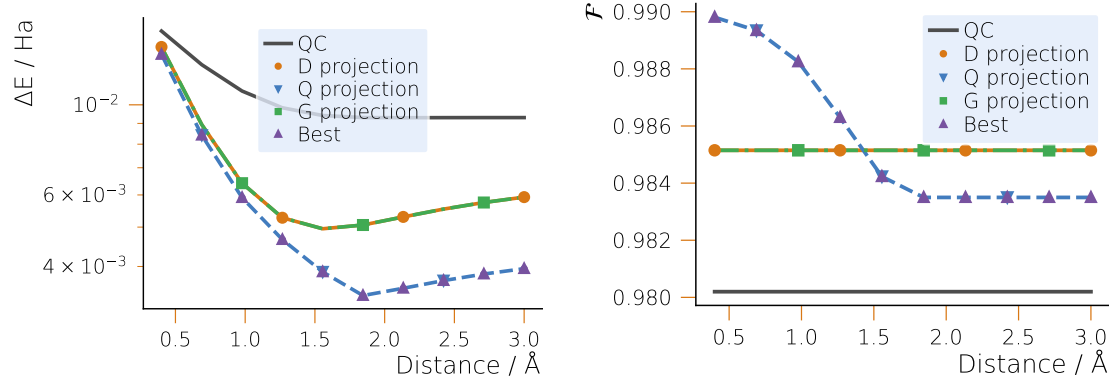 ΔE / Ha
10⁻²
6 × 10⁻³
4 × 10⁻³
QC
D projection
Q projection
G projection
Best
0.5
1.0
1.5
2.0
2.5
3.0
Distance / Å
ℱ
0.990
0.988
0.986
0.984
0.982
0.980
QC
D projection
Q projection
G projection
Best
0.5
1.0
1.5
2.0
2.5
3.0
Distance / Å